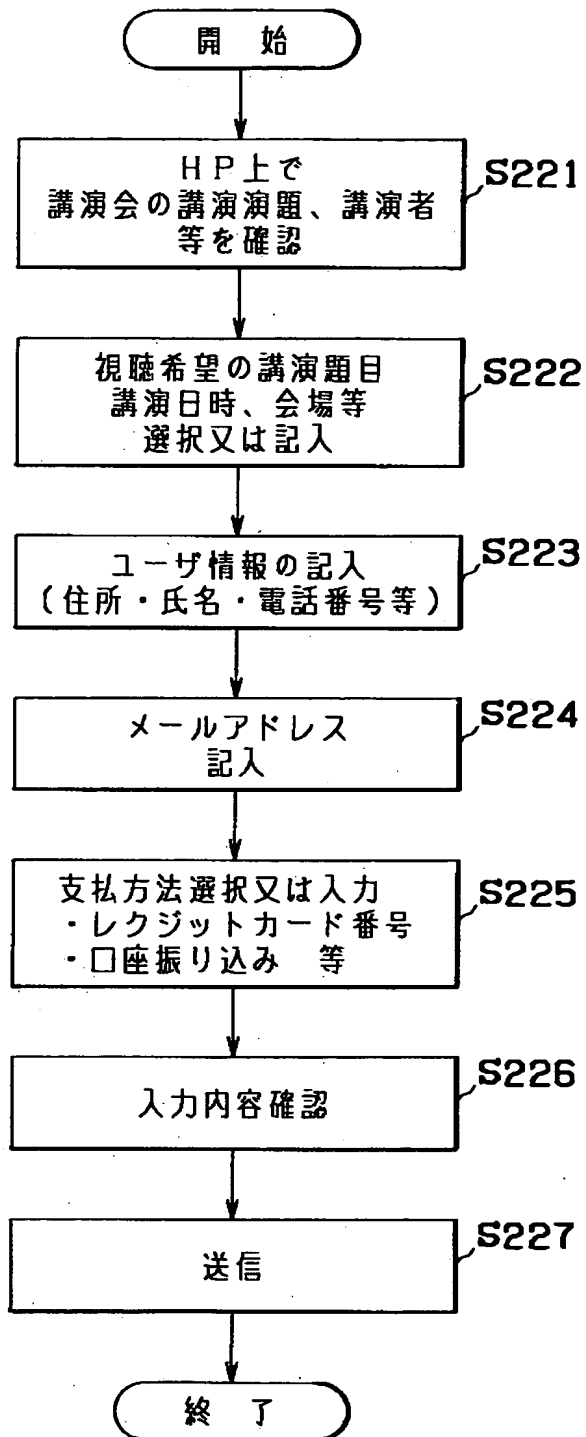 開 始
HP上で
講演会の講演演題、講演者
等を確認
S221
視聴希望の講演題目
講演日時、会場等
選択又は記入
S222
ユーザ情報の記入
(住所・氏名・電話番号等)
S223
メールアドレス
記入
S224
支払方法選択又は入力
・レクジットカード番号
・口座振り込み 等
S225
入力内容確認
S226
送信
S227
終 了